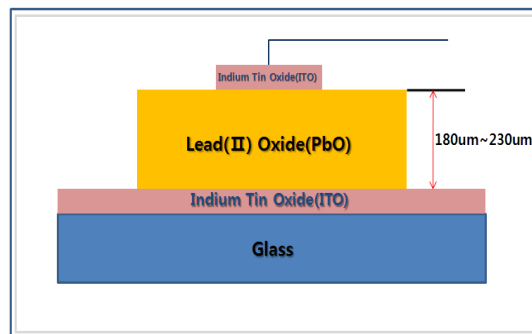 Indium Tin Oxide(ITO)
Lead(Ⅱ) Oxide(PbO)
180um~230um
Indium Tin Oxide(ITO)
Glass